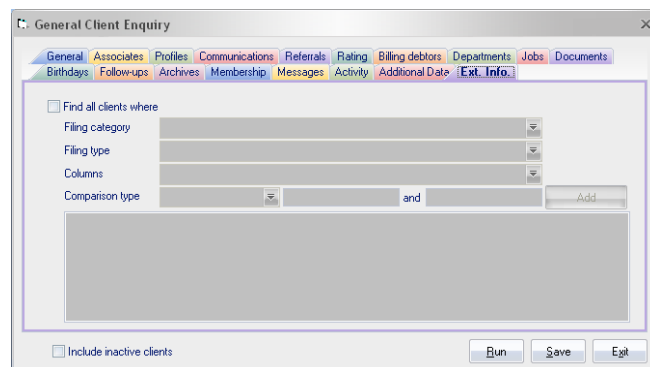 General Client Enquiry
General Associates Profiles Communications Referrals Rating Billing debtors Departments Jobs Documents
Birthdays Follow-ups Archives Membership Messages Activity Additional Data Ext. Info.
Find all clients where
Filing category
Filing type
Columns
Comparison type and Add
Include inactive clients Run Save Exit